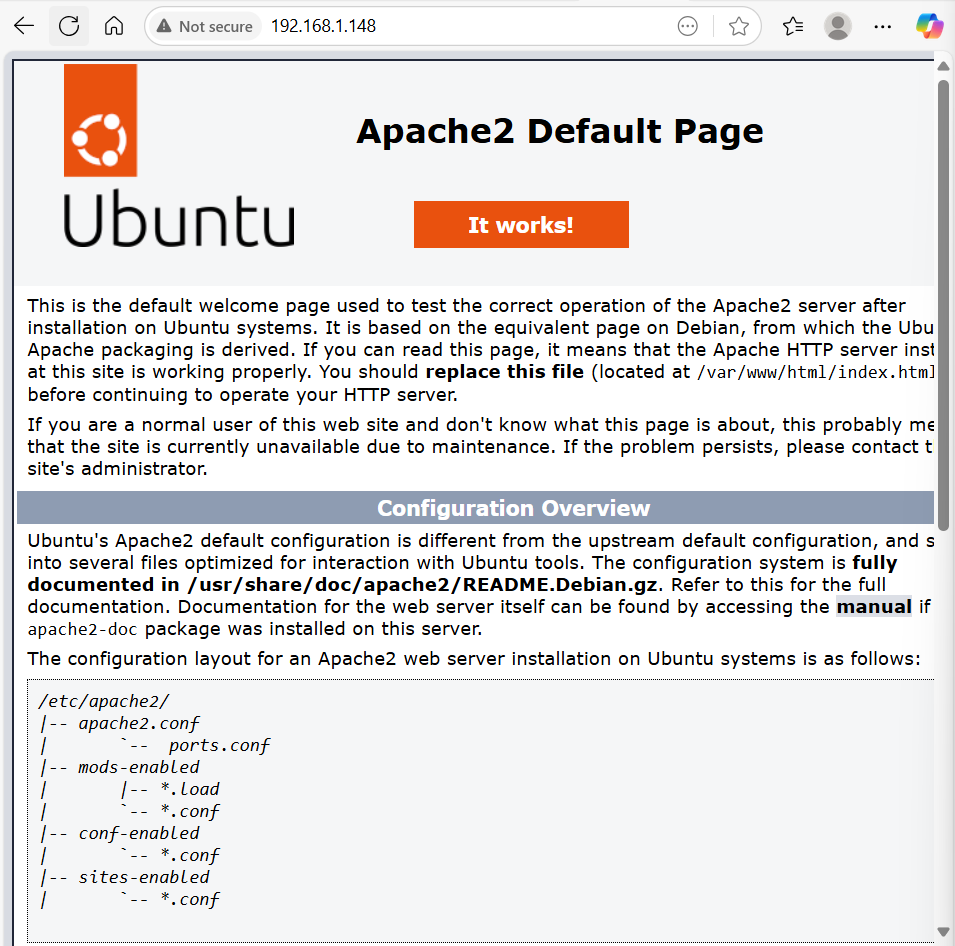 Not secure 192.168.1.148
Apache2 Default Page
Ubuntu
It works!
This is the default welcome page used to test the correct operation of the Apache2 server after
installation on Ubuntu systems. It is based on the equivalent page on Debian, from which the Ubu
Apache packaging is derived. If you can read this page, it means that the Apache HTTP server inst
at this site is working properly. You should replace this file (located at /var/www/html/index.html
before continuing to operate your HTTP server.
If you are a normal user of this web site and don't know what this page is about, this probably me
that the site is currently unavailable due to maintenance. If the problem persists, please contact t
site's administrator.
Configuration Overview
Ubuntu's Apache2 default configuration is different from the upstream default configuration, and s
into several files optimized for interaction with Ubuntu tools. The configuration system is fully
documented in /usr/share/doc/apache2/README.Debian.gz. Refer to this for the full
documentation. Documentation for the web server itself can be found by accessing the manual if
apache2-doc package was installed on this server.
The configuration layout for an Apache2 web server installation on Ubuntu systems is as follows:
/etc/apache2/
|-- apache2.conf
|       `--  ports.conf
|-- mods-enabled
|       |-- *.load
|       `-- *.conf
|-- conf-enabled
|       `-- *.conf
|-- sites-enabled
|       `-- *.conf